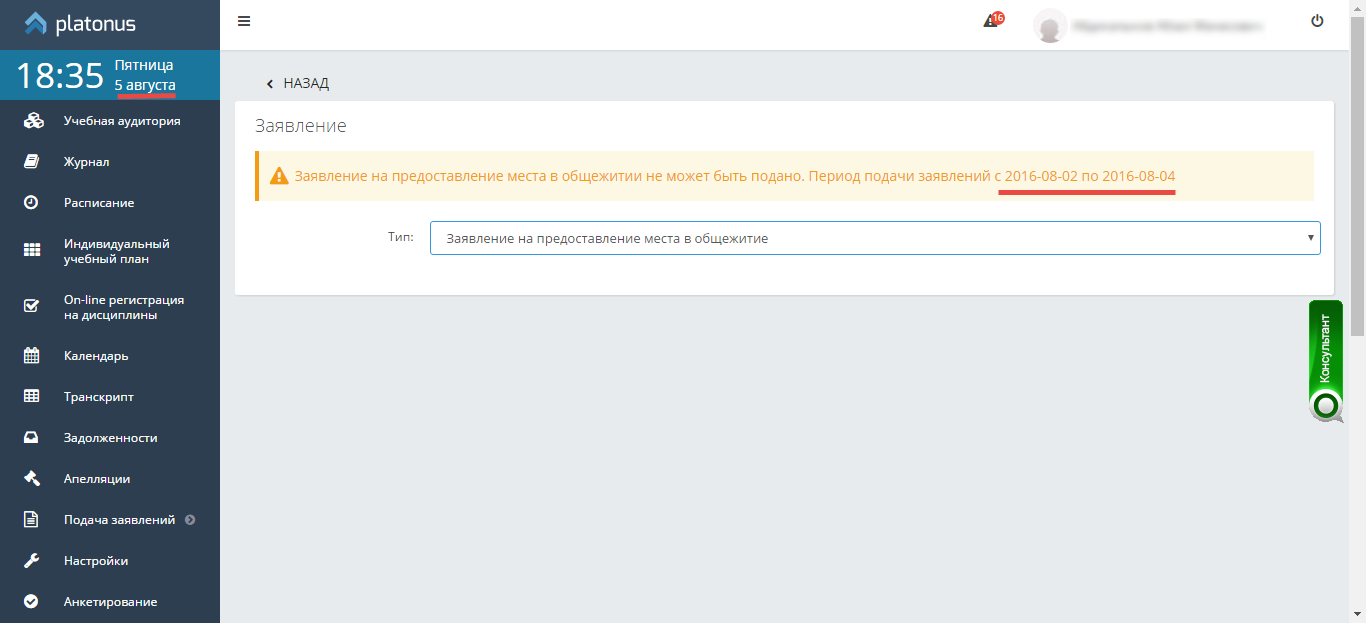 platonus
16
18:35
Пятница
5 августа
НАЗАД
Учебная аудитория
Заявление
Журнал
Заявление на предоставление места в общежитии не может быть подано. Период подачи заявлений с 2016-08-02 по 2016-08-04
Расписание
Тип:
Заявление на предоставление места в общежитие
Индивидуальный
учебный план
On-line регистрация
на дисциплины
Консультант
Календарь
Транскрипт
Задолженности
Апелляции
Подача заявлений
Настройки
Анкетирование